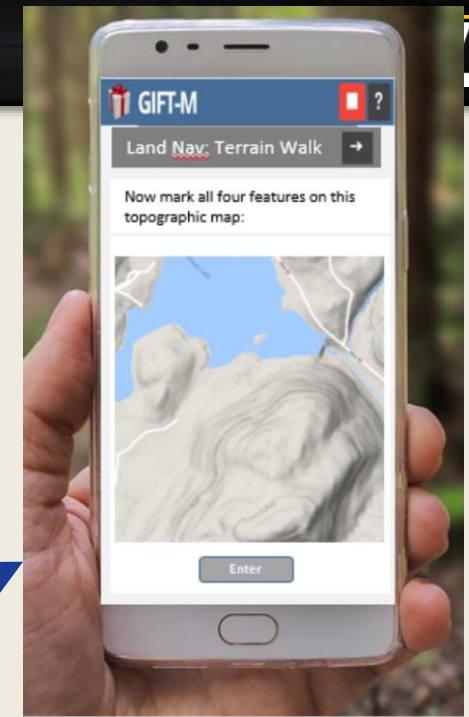 GIFT-M
?
Land Nav: Terrain Walk
Now mark all four features on this
topographic map:
Enter